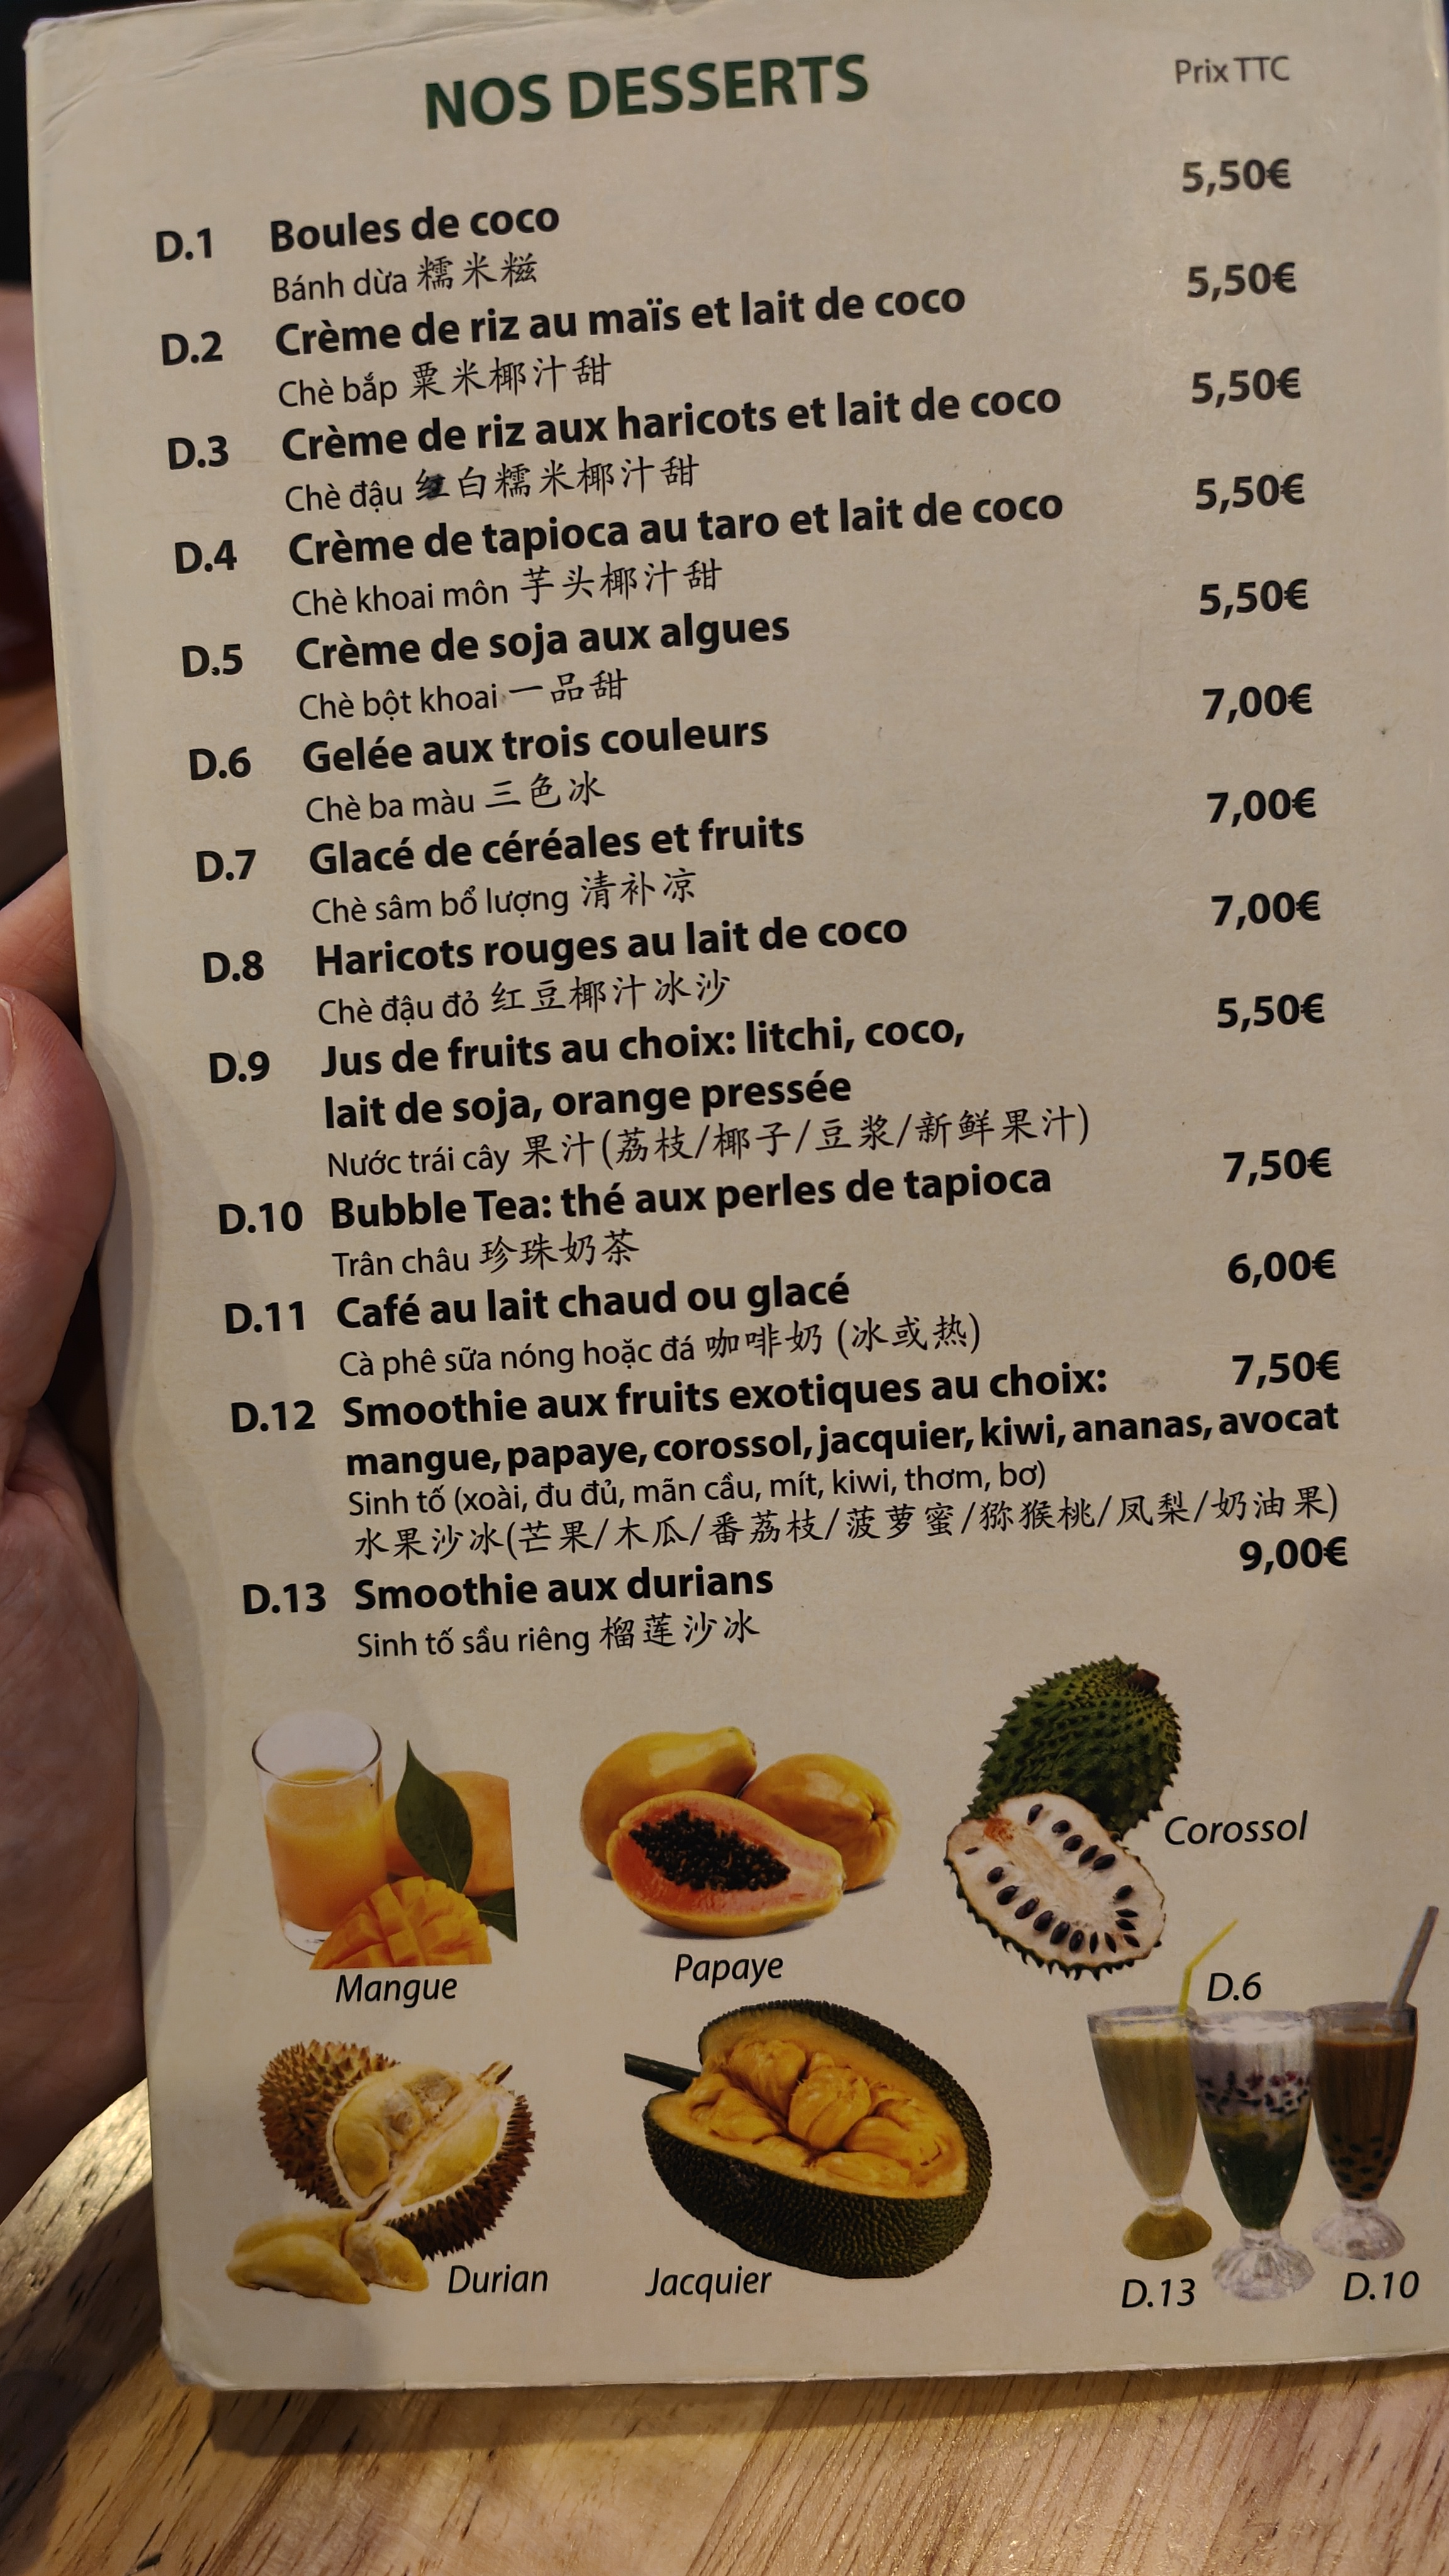 NOS DESSERTS
Prix TTC
D.1 Boules de coco 5,50€
Bánh dừa 糯米糍
D.2 Crème de riz au maïs et lait de coco 5,50€
Chè bắp 粟米椰汁甜
D.3 Crème de riz aux haricots et lait de coco 5,50€
Chè đậu 红白糯米椰汁甜
D.4 Crème de tapioca au taro et lait de coco 5,50€
Chè khoai môn 芋头椰汁甜
D.5 Crème de soja aux algues 5,50€
Chè bột khoai 一品甜
D.6 Gelée aux trois couleurs 7,00€
Chè ba màu 三色冰
D.7 Glacé de céréales et fruits 7,00€
Chè sâm bổ lượng 清补凉
D.8 Haricots rouges au lait de coco 7,00€
Chè đậu đỏ 红豆椰汁冰沙
D.9 Jus de fruits au choix: litchi, coco, 5,50€
lait de soja, orange pressée
Nước trái cây 果汁(荔枝/椰子/豆浆/新鲜果汁)
D.10 Bubble Tea: thé aux perles de tapioca 7,50€
Trân châu 珍珠奶茶
D.11 Café au lait chaud ou glacé 6,00€
Cà phê sữa nóng hoặc đá 咖啡奶 (冰或热)
D.12 Smoothie aux fruits exotiques au choix: 7,50€
mangue, papaye, corossol, jacquier, kiwi, ananas, avocat
Sinh tố (xoài, đu đủ, mãn cầu, mít, kiwi, thơm, bơ)
水果沙冰(芒果/木瓜/番荔枝/菠萝蜜/猕猴桃/凤梨/奶油果)
D.13 Smoothie aux durians 9,00€
Sinh tố sầu riêng 榴莲沙冰
Mangue
Papaye
Corossol
D.6
Durian
Jacquier
D.13
D.10